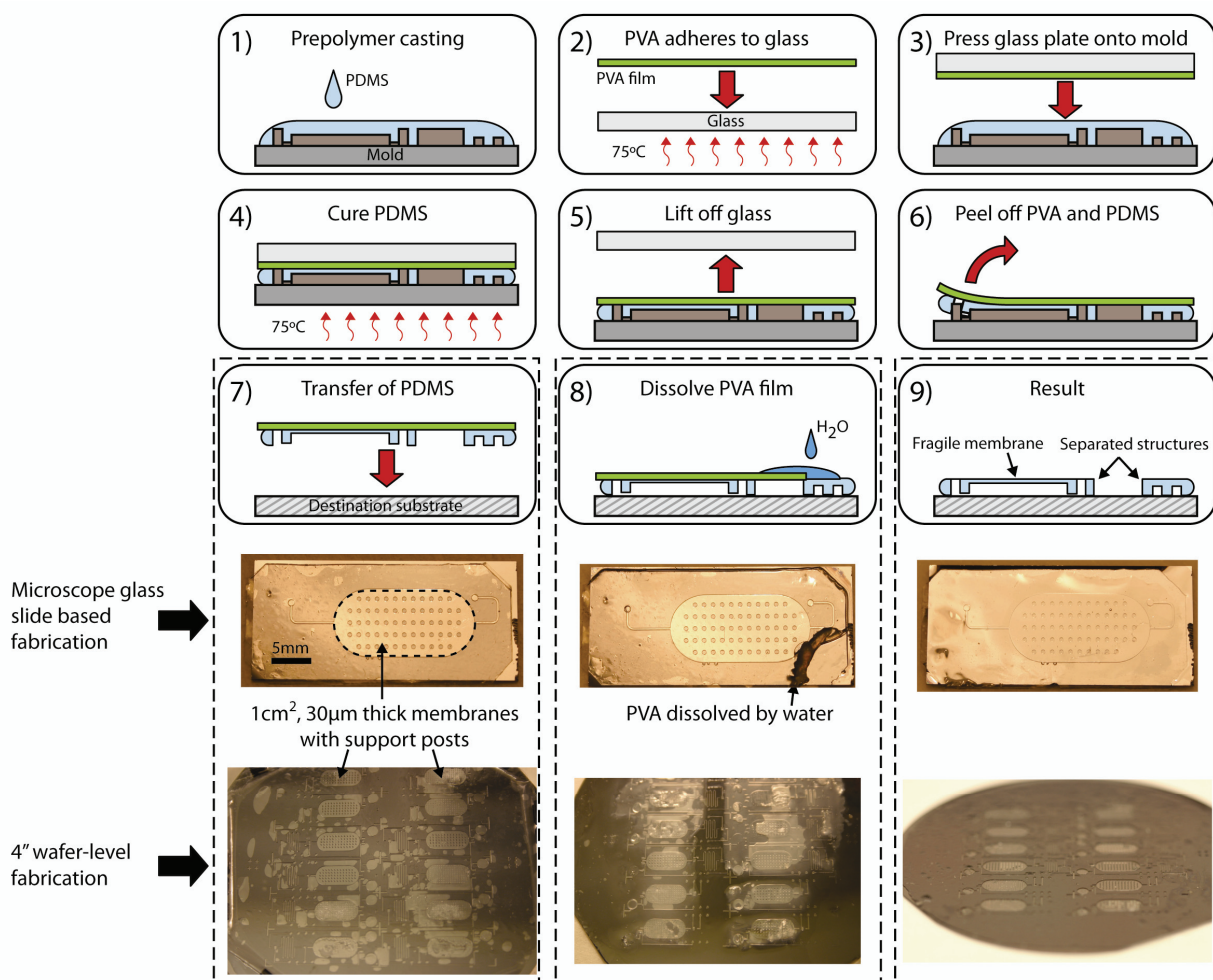 1)
Prepolymer casting
PDMS
Mold
2)
PVA adheres to glass
PVA film
Glass
75ºC
3)
Press glass plate onto mold
4)
Cure PDMS
75ºC
5)
Lift off glass
6)
Peel off PVA and PDMS
7)
Transfer of PDMS
Destination substrate
8)
Dissolve PVA film
H2O
9)
Result
Fragile membrane
Separated structures
Microscope glass
slide based
fabrication
5mm
1cm², 30µm thick membranes
with support posts
PVA dissolved by water
4” wafer-level
fabrication